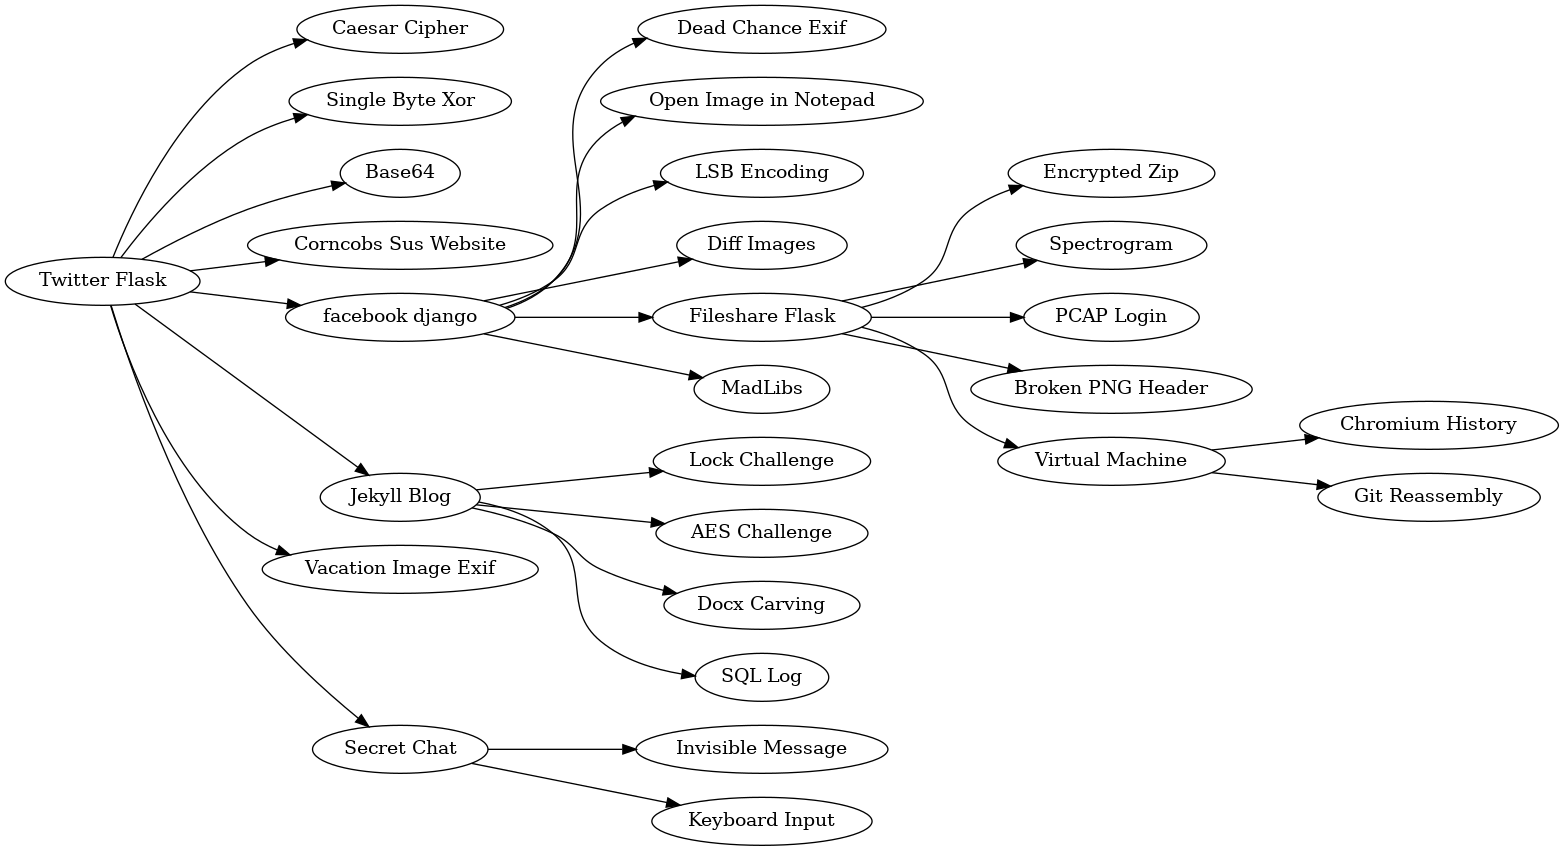 Twitter Flask
Caesar Cipher
Single Byte Xor
Base64
Corncobs Sus Website
facebook django
Jekyll Blog
Vacation Image Exif
Secret Chat
Dead Chance Exif
Open Image in Notepad
LSB Encoding
Diff Images
Fileshare Flask
MadLibs
Lock Challenge
AES Challenge
Docx Carving
SQL Log
Invisible Message
Keyboard Input
Encrypted Zip
Spectrogram
PCAP Login
Broken PNG Header
Virtual Machine
Chromium History
Git Reassembly